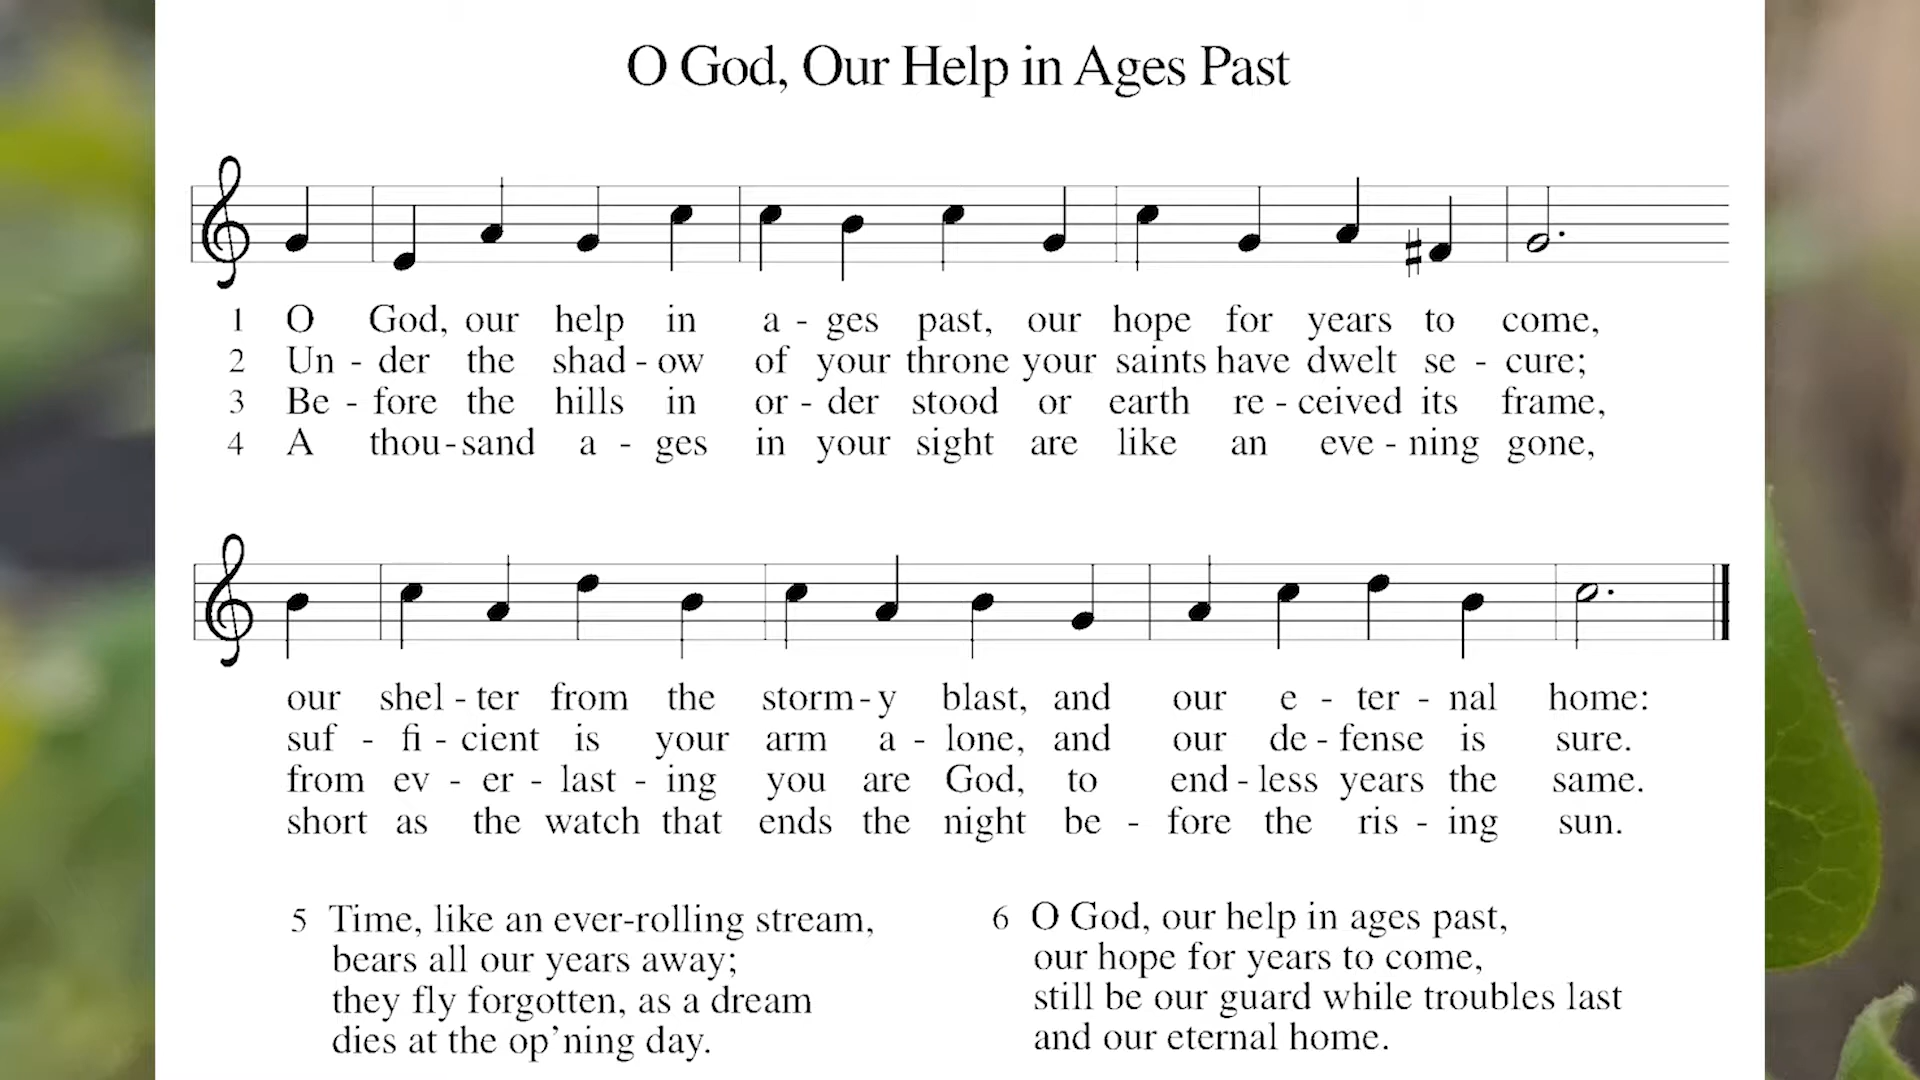 O God, Our Help in Ages Past
1 O God, our help in a - ges past, our hope for years to come,
2 Un - der the shad - ow of your throne your saints have dwelt se - cure;
3 Be - fore the hills in or - der stood or earth re - ceived its frame,
4 A thou - sand a - ges in your sight are like an eve - ning gone,
our shel - ter from the storm - y blast, and our e - ter - nal home:
suf - fi - cient is your arm a - lone, and our de - fense is sure.
from ev - er - last - ing you are God, to end - less years the same.
short as the watch that ends the night be - fore the ris - ing sun.
5 Time, like an ever-rolling stream,
bears all our years away;
they fly forgotten, as a dream
dies at the op’ning day.
6 O God, our help in ages past,
our hope for years to come,
still be our guard while troubles last
and our eternal home.